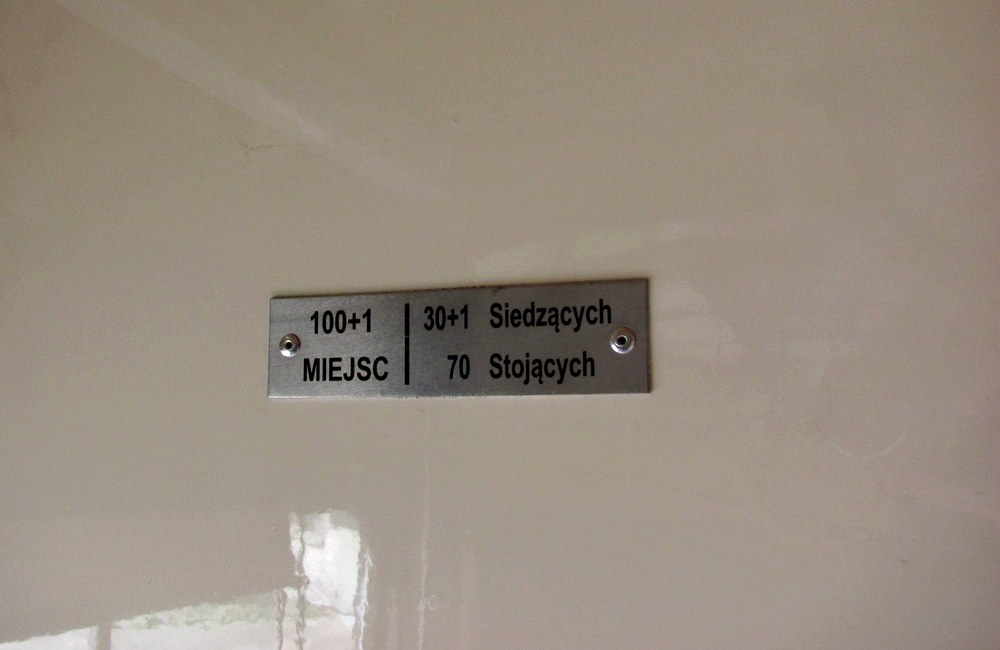 100+1 | 30+1 Siedzących
MIEJSC | 70 Stojących